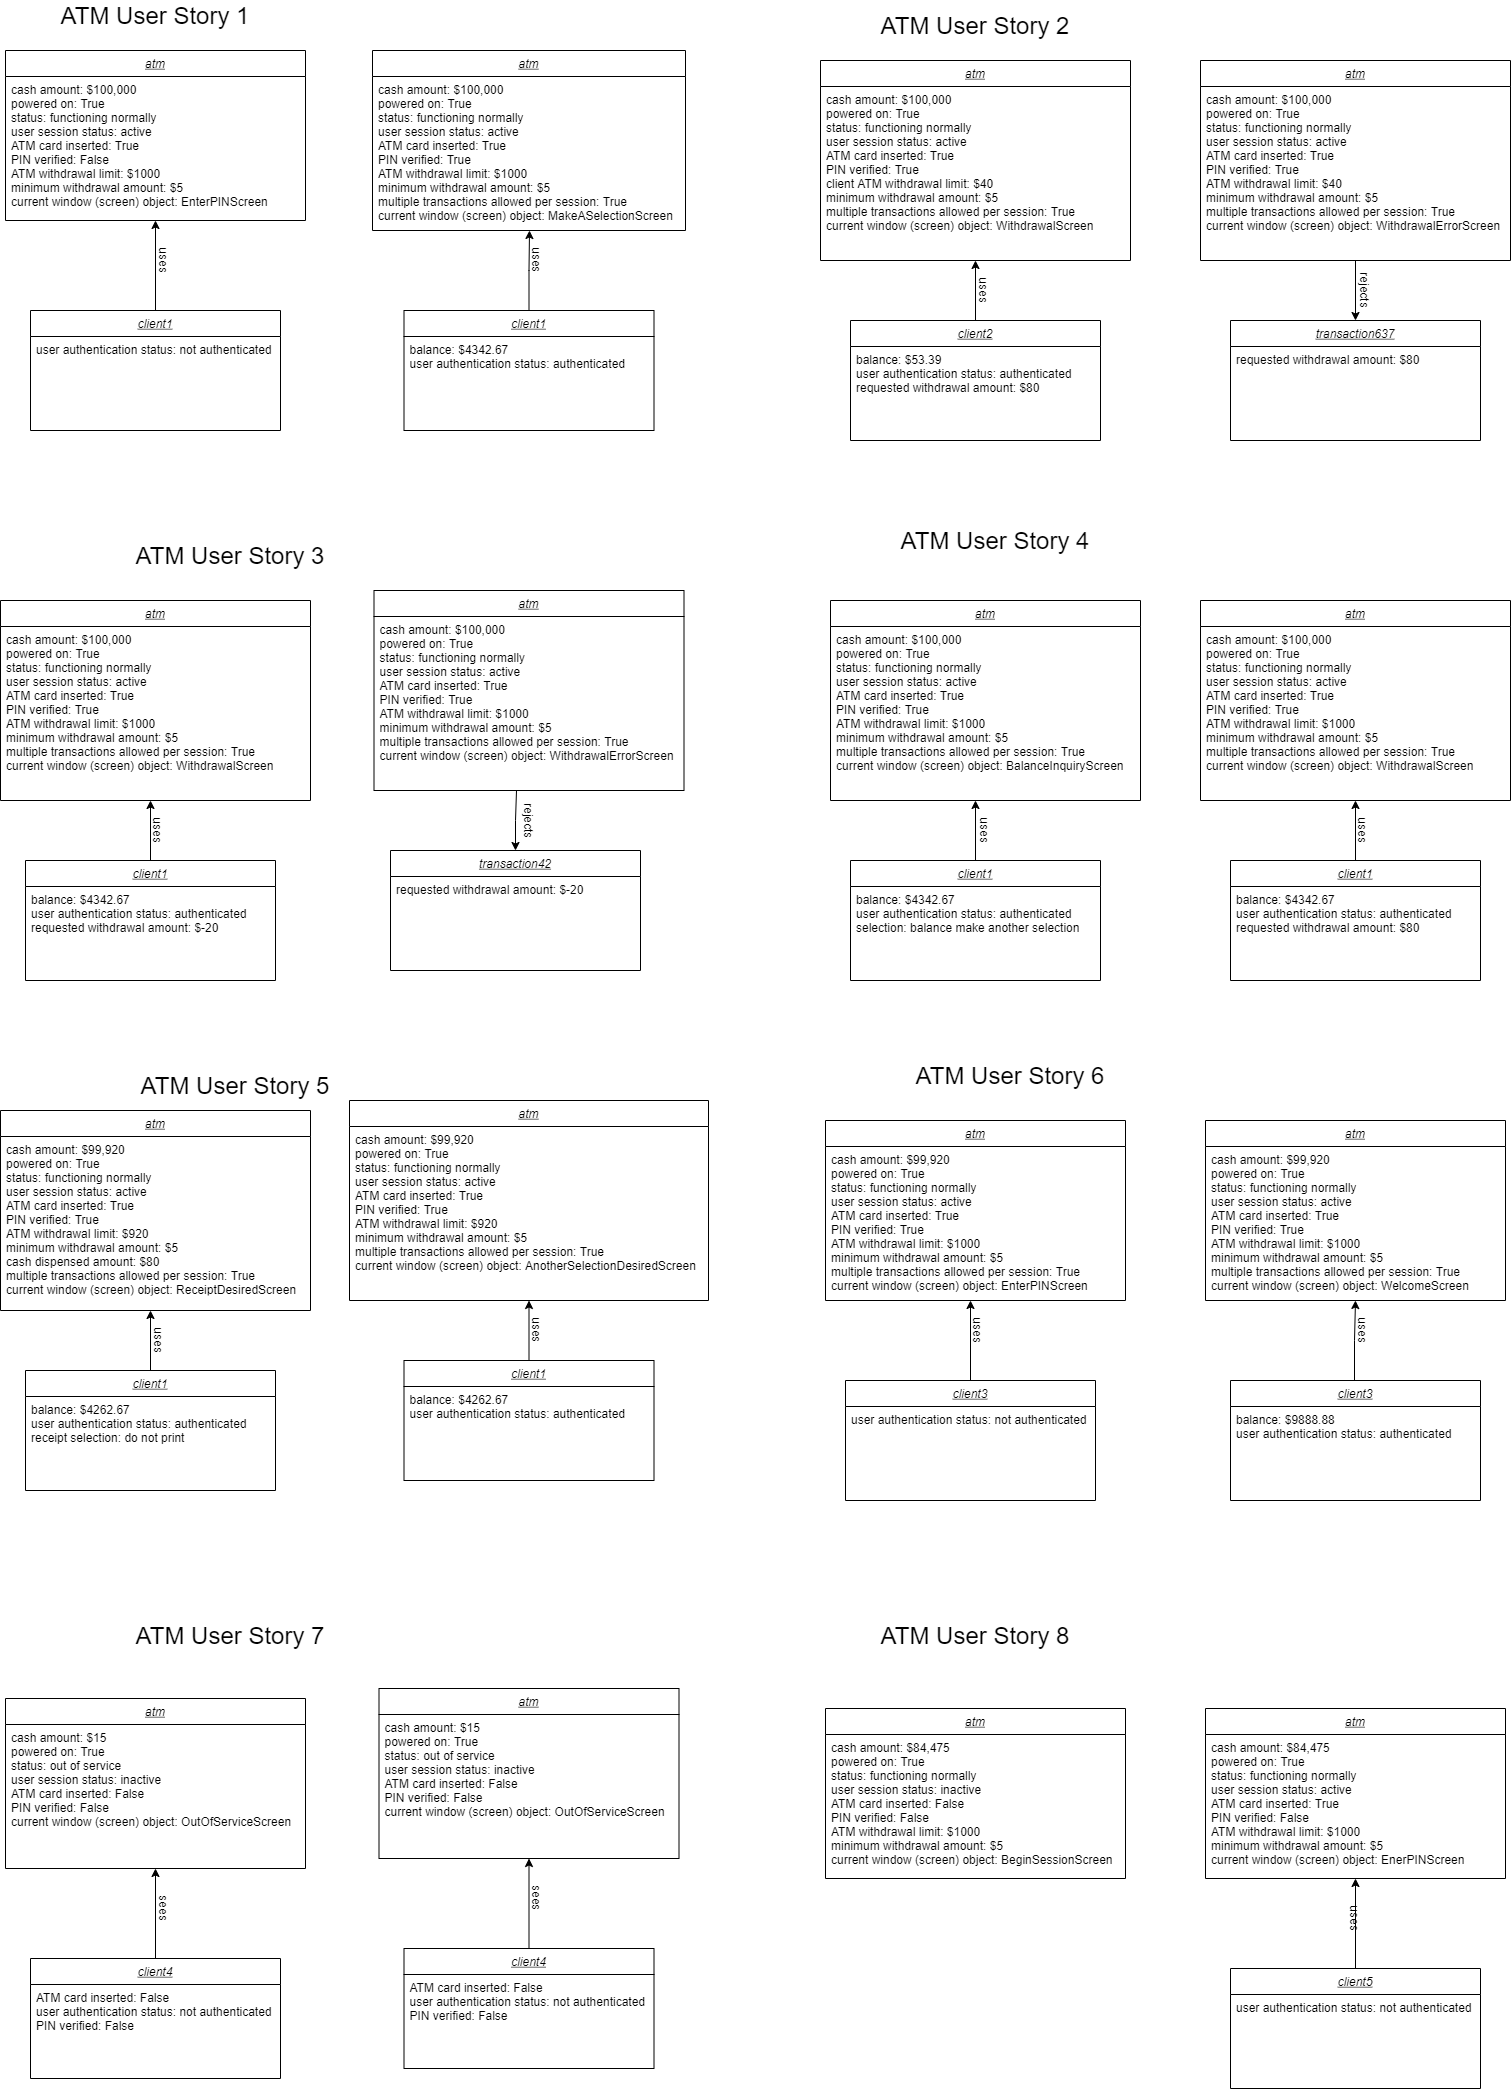 ATM User Story 1
atm
cash amount: $100,000
powered on: True
status: functioning normally
user session status: active
ATM card inserted: True
PIN verified: False
ATM withdrawal limit: $1000
minimum withdrawal amount: $5
current window (screen) object: EnterPINScreen
uses
client1
user authentication status: not authenticated
atm
cash amount: $100,000
powered on: True
status: functioning normally
user session status: active
ATM card inserted: True
PIN verified: True
ATM withdrawal limit: $1000
minimum withdrawal amount: $5
multiple transactions allowed per session: True
current window (screen) object: MakeASelectionScreen
uses
client1
balance: $4342.67
user authentication status: authenticated
ATM User Story 2
atm
cash amount: $100,000
powered on: True
status: functioning normally
user session status: active
ATM card inserted: True
PIN verified: True
client ATM withdrawal limit: $40
minimum withdrawal amount: $5
multiple transactions allowed per session: True
current window (screen) object: WithdrawalScreen
uses
client2
balance: $53.39
user authentication status: authenticated
requested withdrawal amount: $80
atm
cash amount: $100,000
powered on: True
status: functioning normally
user session status: active
ATM card inserted: True
PIN verified: True
ATM withdrawal limit: $40
minimum withdrawal amount: $5
multiple transactions allowed per session: True
current window (screen) object: WithdrawalErrorScreen
rejects
transaction637
requested withdrawal amount: $80
ATM User Story 3
atm
cash amount: $100,000
powered on: True
status: functioning normally
user session status: active
ATM card inserted: True
PIN verified: True
ATM withdrawal limit: $1000
minimum withdrawal amount: $5
multiple transactions allowed per session: True
current window (screen) object: WithdrawalScreen
uses
client1
balance: $4342.67
user authentication status: authenticated
requested withdrawal amount: $-20
atm
cash amount: $100,000
powered on: True
status: functioning normally
user session status: active
ATM card inserted: True
PIN verified: True
ATM withdrawal limit: $1000
minimum withdrawal amount: $5
multiple transactions allowed per session: True
current window (screen) object: WithdrawalErrorScreen
rejects
transaction42
requested withdrawal amount: $-20
ATM User Story 4
atm
cash amount: $100,000
powered on: True
status: functioning normally
user session status: active
ATM card inserted: True
PIN verified: True
ATM withdrawal limit: $1000
minimum withdrawal amount: $5
multiple transactions allowed per session: True
current window (screen) object: BalanceInquiryScreen
uses
client1
balance: $4342.67
user authentication status: authenticated
selection: balance make another selection
atm
cash amount: $100,000
powered on: True
status: functioning normally
user session status: active
ATM card inserted: True
PIN verified: True
ATM withdrawal limit: $1000
minimum withdrawal amount: $5
multiple transactions allowed per session: True
current window (screen) object: WithdrawalScreen
uses
client1
balance: $4342.67
user authentication status: authenticated
requested withdrawal amount: $80
ATM User Story 5
atm
cash amount: $99,920
powered on: True
status: functioning normally
user session status: active
ATM card inserted: True
PIN verified: True
ATM withdrawal limit: $920
minimum withdrawal amount: $5
cash dispensed amount: $80
multiple transactions allowed per session: True
current window (screen) object: ReceiptDesiredScreen
uses
client1
balance: $4262.67
user authentication status: authenticated
receipt selection: do not print
atm
cash amount: $99,920
powered on: True
status: functioning normally
user session status: active
ATM card inserted: True
PIN verified: True
ATM withdrawal limit: $920
minimum withdrawal amount: $5
multiple transactions allowed per session: True
current window (screen) object: AnotherSelectionDesiredScreen
uses
client1
balance: $4262.67
user authentication status: authenticated
ATM User Story 6
atm
cash amount: $99,920
powered on: True
status: functioning normally
user session status: active
ATM card inserted: True
PIN verified: True
ATM withdrawal limit: $1000
minimum withdrawal amount: $5
multiple transactions allowed per session: True
current window (screen) object: EnterPINScreen
uses
client3
user authentication status: not authenticated
atm
cash amount: $99,920
powered on: True
status: functioning normally
user session status: active
ATM card inserted: True
PIN verified: True
ATM withdrawal limit: $1000
minimum withdrawal amount: $5
multiple transactions allowed per session: True
current window (screen) object: WelcomeScreen
uses
client3
balance: $9888.88
user authentication status: authenticated
ATM User Story 7
atm
cash amount: $15
powered on: True
status: out of service
user session status: inactive
ATM card inserted: False
PIN verified: False
current window (screen) object: OutOfServiceScreen
sees
client4
ATM card inserted: False
user authentication status: not authenticated
PIN verified: False
atm
cash amount: $15
powered on: True
status: out of service
user session status: inactive
ATM card inserted: False
PIN verified: False
current window (screen) object: OutOfServiceScreen
sees
client4
ATM card inserted: False
user authentication status: not authenticated
PIN verified: False
ATM User Story 8
atm
cash amount: $84,475
powered on: True
status: functioning normally
user session status: inactive
ATM card inserted: False
PIN verified: False
ATM withdrawal limit: $1000
minimum withdrawal amount: $5
current window (screen) object: BeginSessionScreen
atm
cash amount: $84,475
powered on: True
status: functioning normally
user session status: active
ATM card inserted: True
PIN verified: False
ATM withdrawal limit: $1000
minimum withdrawal amount: $5
current window (screen) object: EnerPINScreen
uses
client5
user authentication status: not authenticated